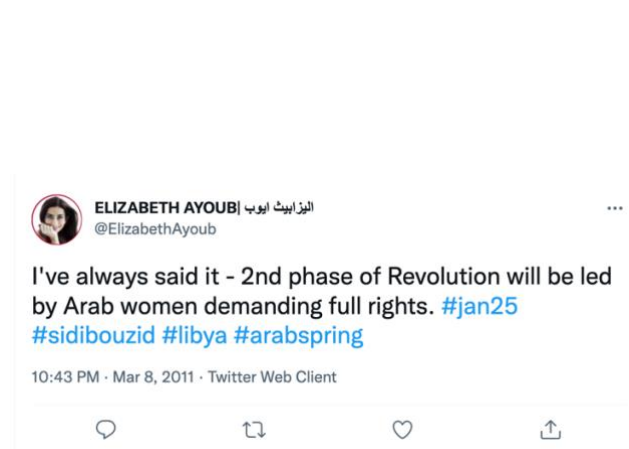 ELIZABETH AYOUB| اليزابيث ايوب
@ElizabethAyoub
I've always said it - 2nd phase of Revolution will be led
by Arab women demanding full rights. #jan25
#sidibouzid #libya #arabspring
10:43 PM · Mar 8, 2011 · Twitter Web Client